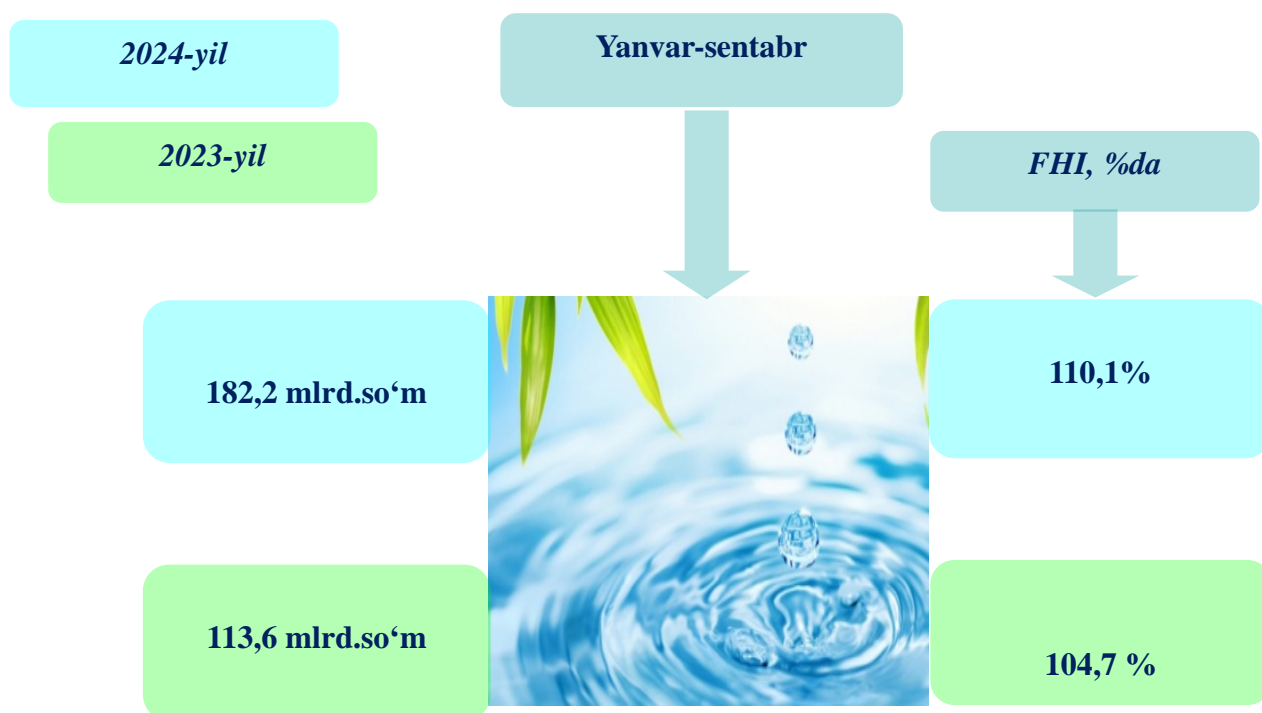 2024-yil
Yanvar-sentabr
2023-yil
FHI, %da
182,2 mlrd.so‘m
110,1%
113,6 mlrd.so‘m
104,7 %